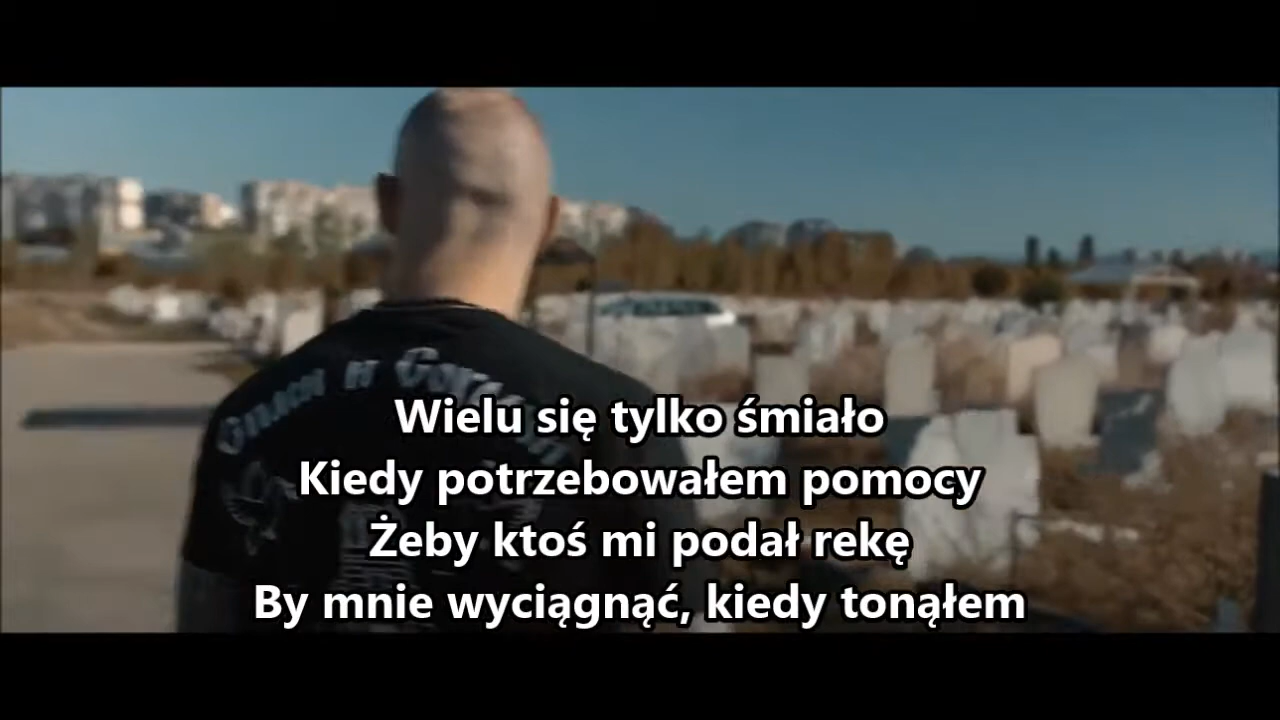 Wielu się tylko śmiało
Kiedy potrzebowałem pomocy
Żeby ktoś mi podał rekę
By mnie wyciągnąć, kiedy tonąłem